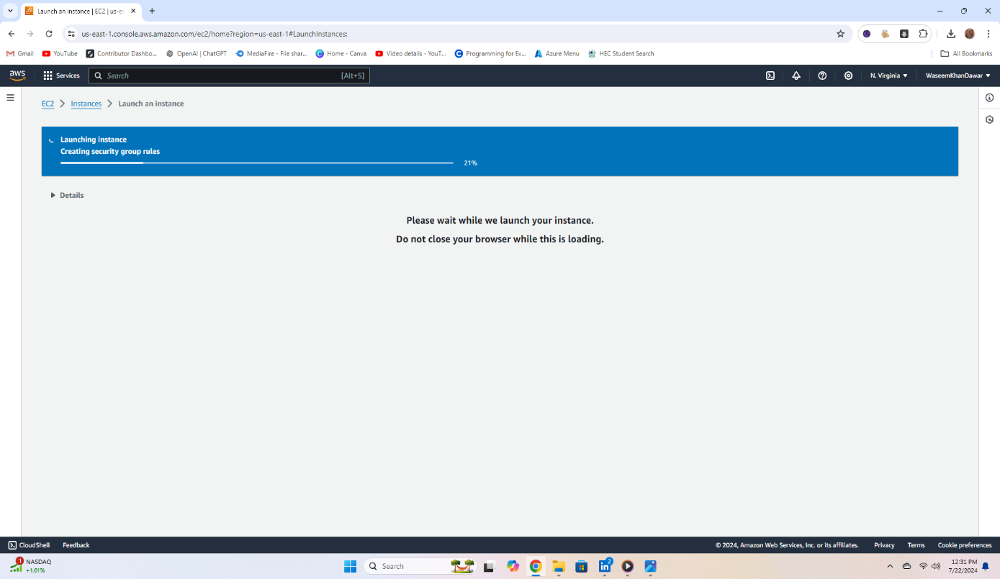 Launch an instance | EC2 | us-ea
us-east-1.console.aws.amazon.com/ec2/home?region=us-east-1#LaunchInstances:
Gmail
YouTube
Contributor Dashbo...
OpenAI | ChatGPT
MediaFire - File shar...
Home - Canva
Video details - YouT...
Programming for Ev...
Azure Menu
HEC Student Search
All Bookmarks
aws
Services
Search
[Alt+S]
N. Virginia
WaseemKhanDawar
EC2
Instances
Launch an instance
Launching instance
Creating security group rules
21%
Details
Please wait while we launch your instance.
Do not close your browser while this is loading.
CloudShell
Feedback
© 2024, Amazon Web Services, Inc. or its affiliates.
Privacy
Terms
Cookie preferences
1
NASDAQ
+1.61%
Search
in
2
12:31 PM
7/22/2024